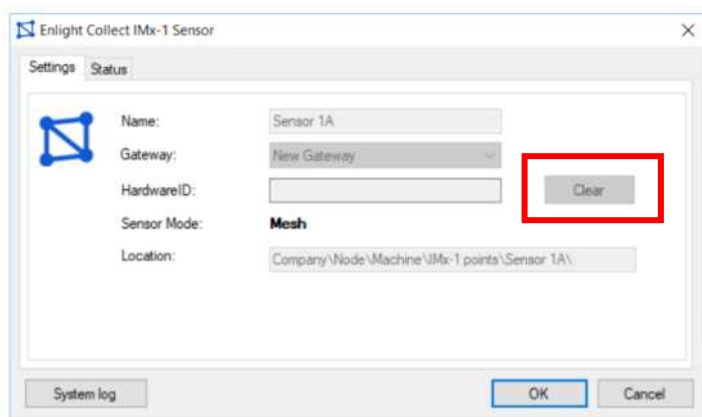 Enlight Collect IMx-1 Sensor
Settings Status
Name: Sensor 1A
Gateway: New Gateway
HardwareID: Clear
Sensor Mode: Mesh
Location: Company\Node\Machine\IMx-1 points\Sensor 1A\
System log OK Cancel